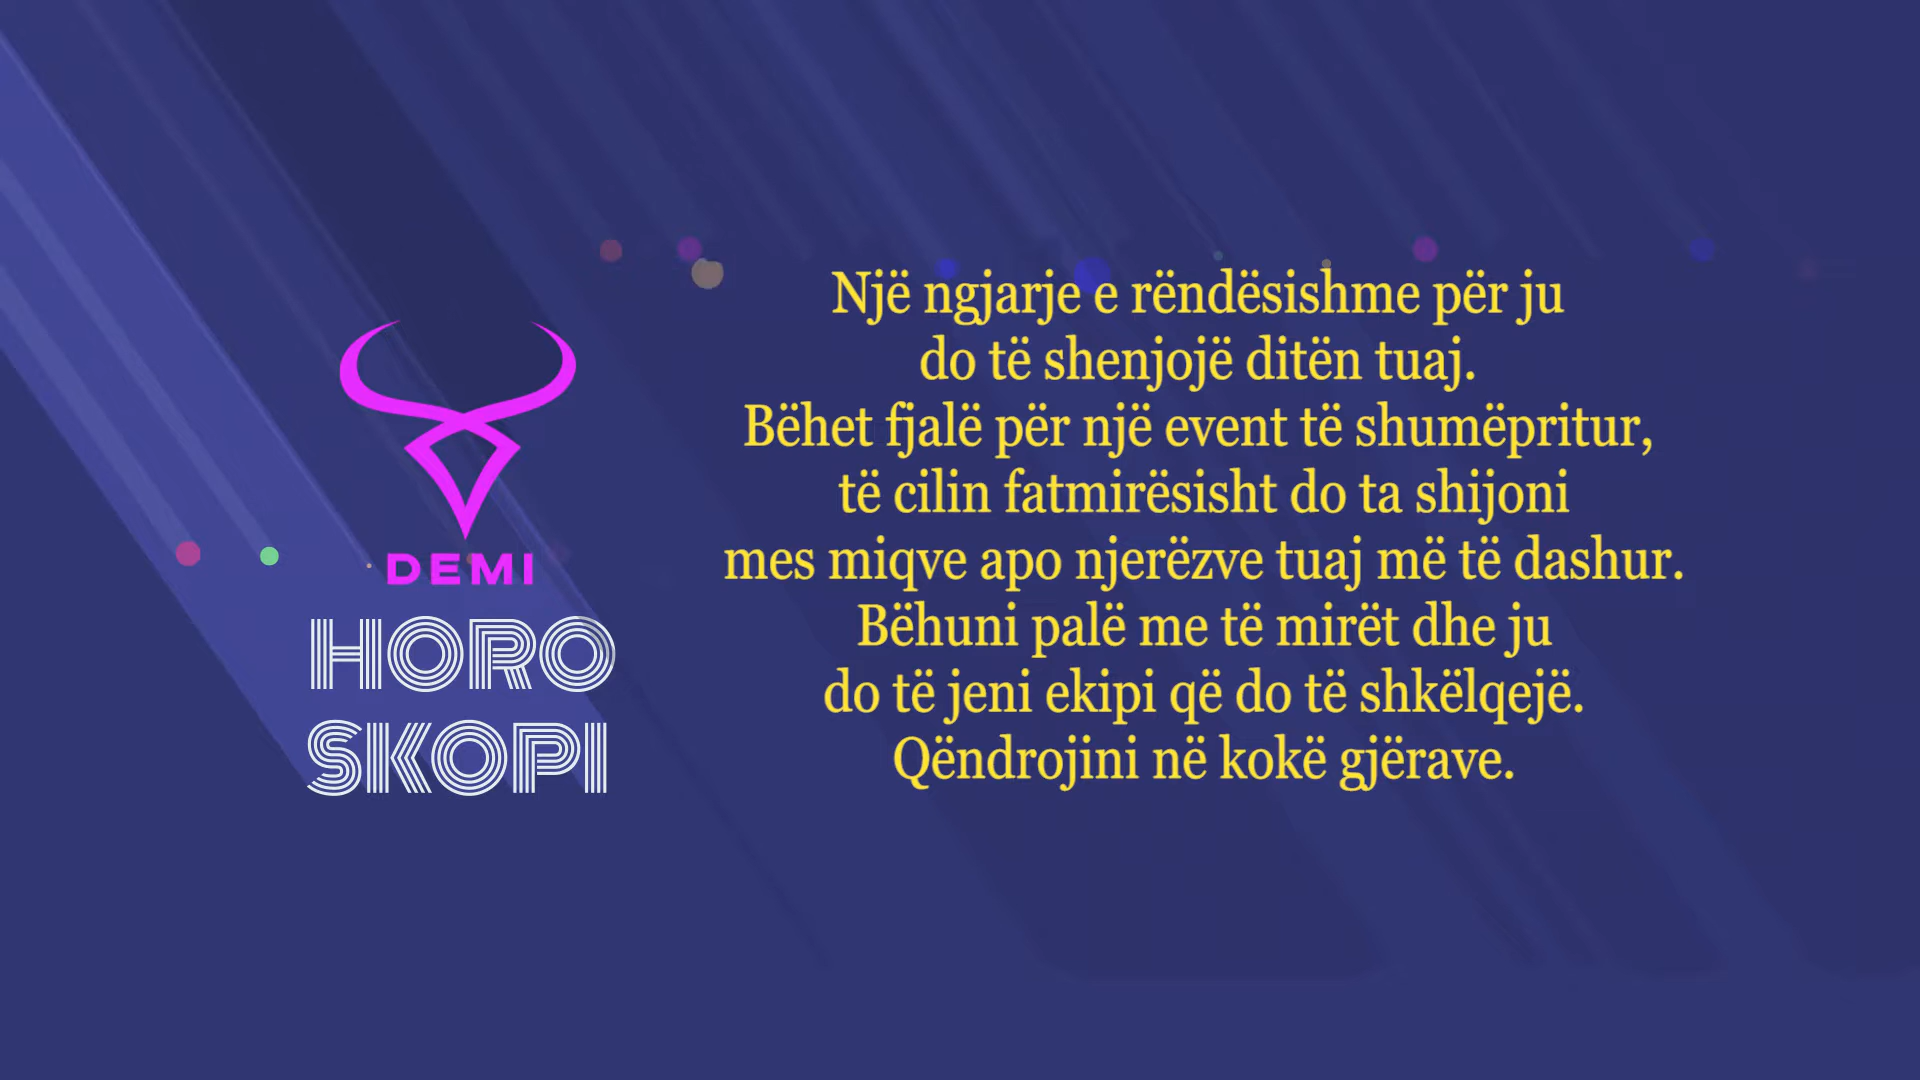 DEMI
HORO
SKOPI
Një ngjarje e rëndësishme për ju
do të shenjojë ditën tuaj.
Bëhet fjalë për një event të shumëpritur,
të cilin fatmirësisht do ta shijoni
mes miqve apo njerëzve tuaj më të dashur.
Bëhuni palë me të mirët dhe ju
do të jeni ekipi që do të shkëlqejë.
Qëndrojini në kokë gjërave.